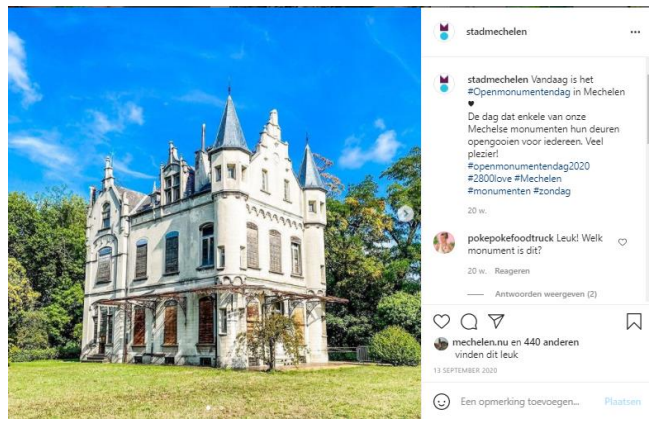 stadmechelen
stadmechelen Vandaag is het
#Openmonumentendag in Mechelen
♥
De dag dat enkele van onze
Mechelse monumenten hun deuren
opengooien voor iedereen. Veel
plezier!
#openmonumentendag2020
#2800love #Mechelen
#monumenten #zondag
20 w.
pokepokefoodtruck Leuk! Welk
monument is dit?
20 w. Reageren
Antwoorden weergeven (2)
mechelen.nu en 440 anderen
vinden dit leuk
13 SEPTEMBER 2020
Een opmerking toevoegen... Plaatsen